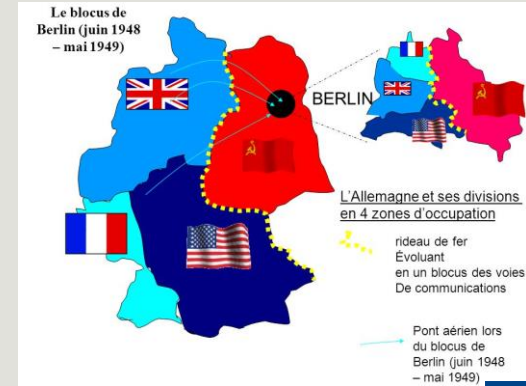 Le blocus de
Berlin (juin 1948
– mai 1949)
BERLIN
L'Allemagne et ses divisions
en 4 zones d'occupation
rideau de fer
Évoluant
en un blocus des voies
De communications
Pont aérien lors
du blocus de
Berlin (juin 1948
– mai 1949)